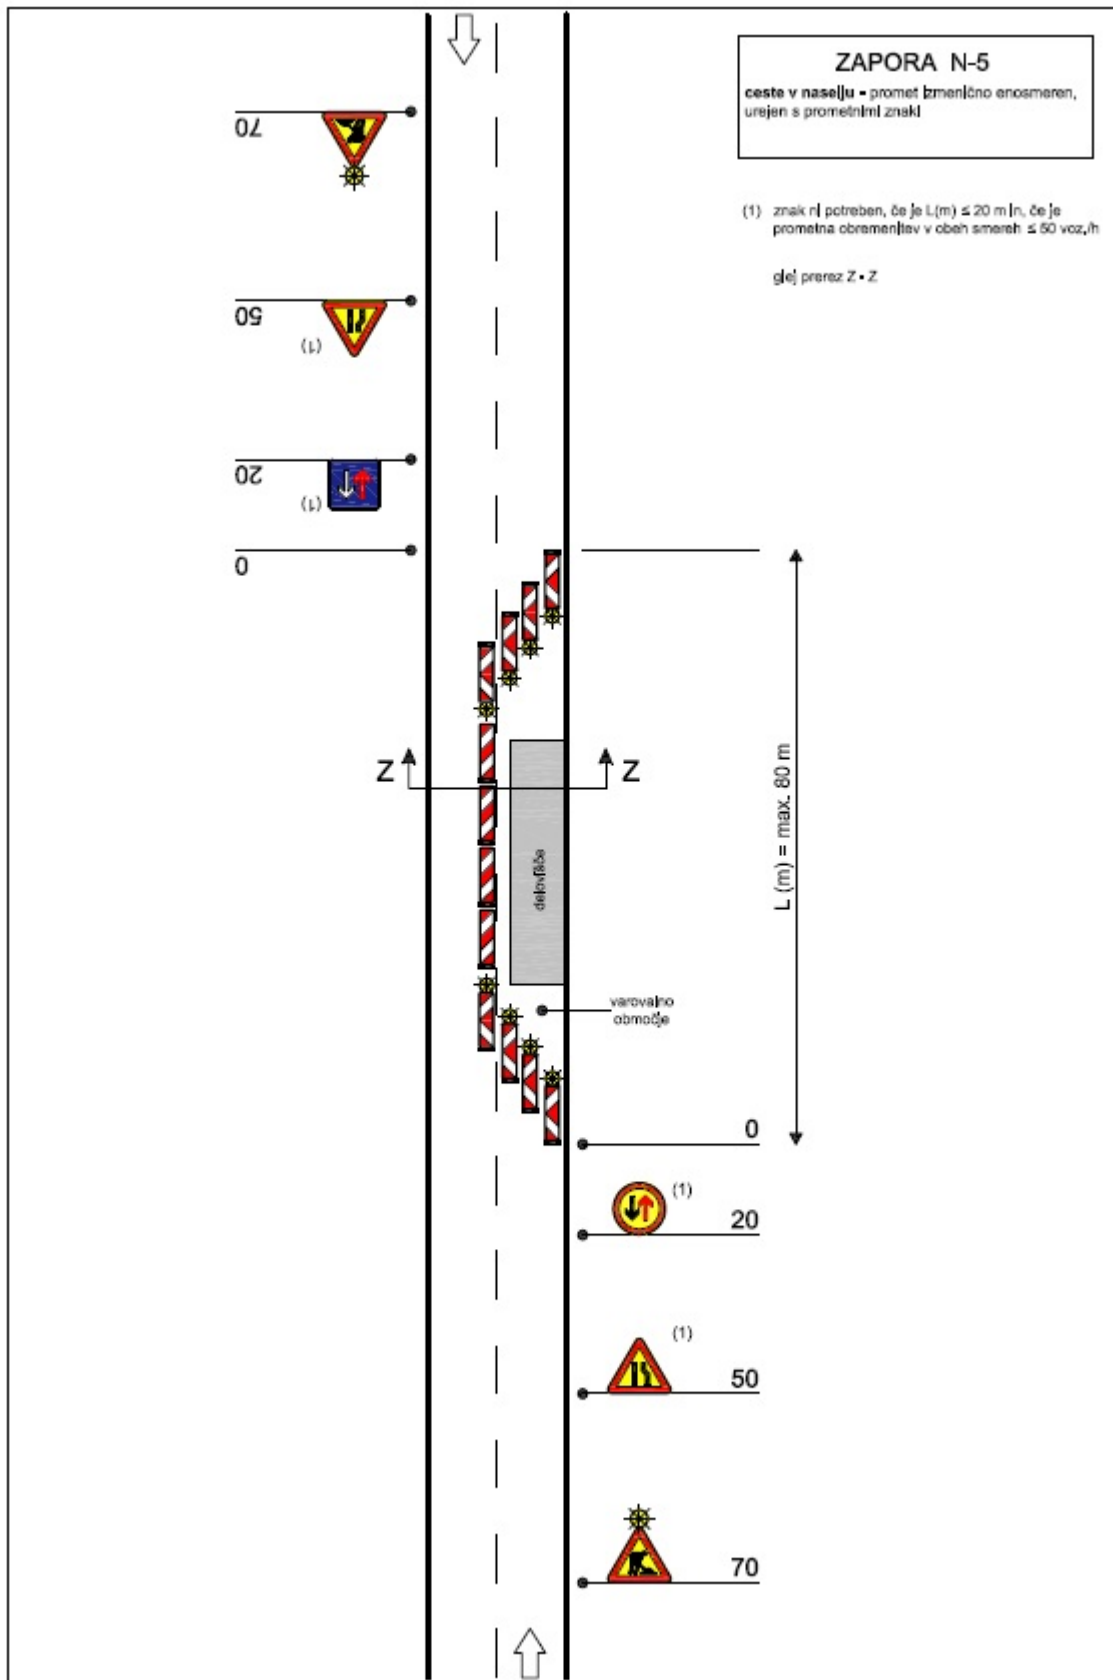 ZAPORA N-5
ceste v naselju - promet izmenično enosmeren,
urejen s prometnimi znaki
(1) znak ni potreben, če je L(m) ≤ 20 m in, če je
prometna obremenitev v obeh smereh ≤ 50 voz./h
glej prerez Z - Z
70
50
(1)
20
(1)
0
Z
Z
L (m) = max. 80 m
delovišče
varovalno
območje
0
(1)
20
(1)
50
70